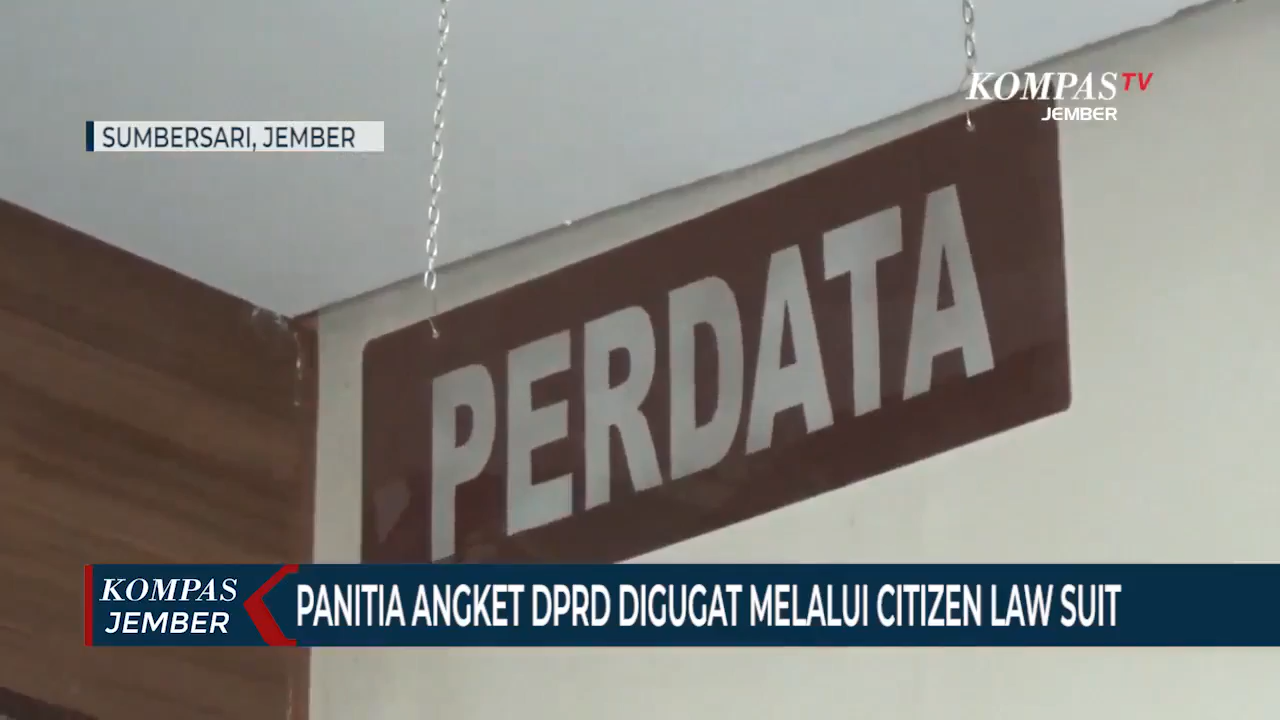 KOMPAS TV
JEMBER
SUMBERSARI, JEMBER
PERDATA
KOMPAS
JEMBER
PANITIA ANGKET DPRD DIGUGAT MELALUI CITIZEN LAW SUIT